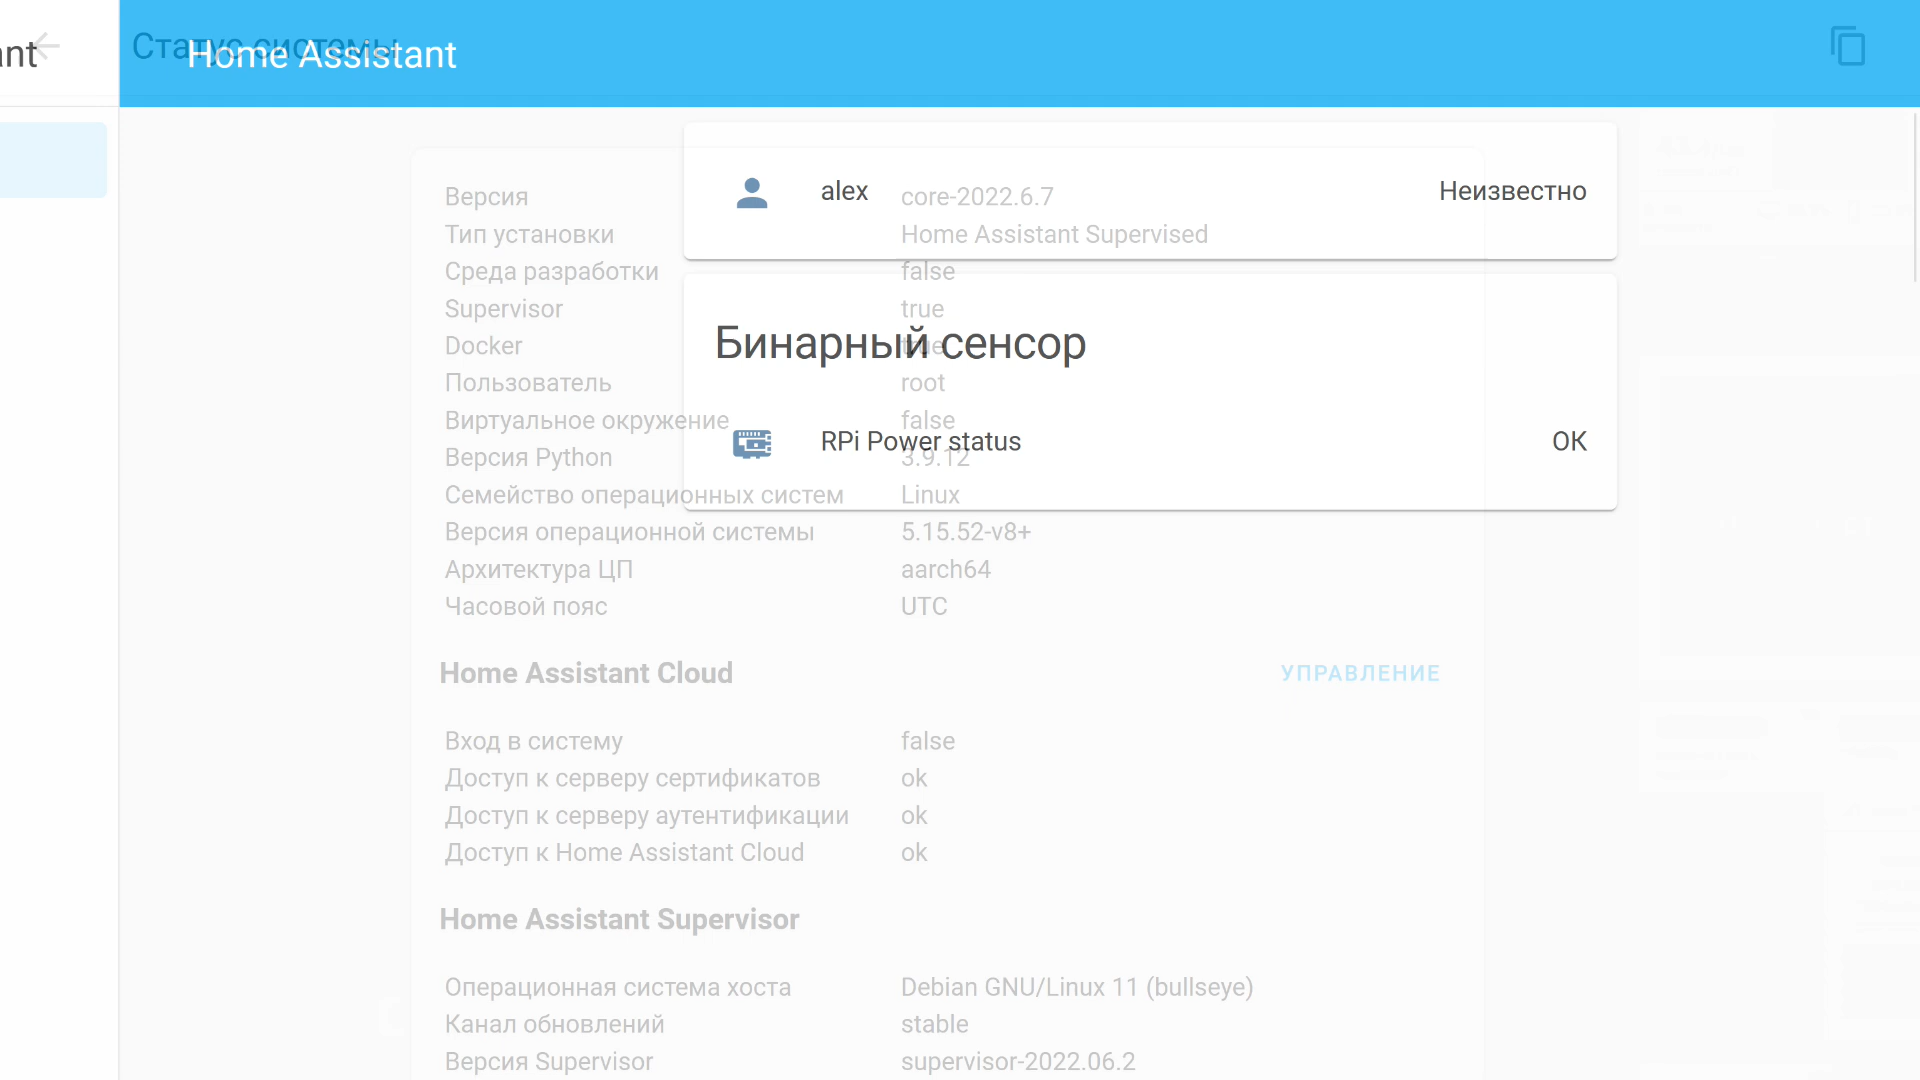 ant
Статус системы
Home Assistant
alex Неизвестно
Бинарный сенсор
RPi Power status OK
Версия core-2022.6.7
Тип установки Home Assistant Supervised
Среда разработки false
Supervisor true
Docker true
Пользователь root
Виртуальное окружение false
Версия Python 3.9.12
Семейство операционных систем Linux
Версия операционной системы 5.15.52-v8+
Архитектура ЦП aarch64
Часовой пояс UTC
Home Assistant Cloud УПРАВЛЕНИЕ
Вход в систему false
Доступ к серверу сертификатов ok
Доступ к серверу аутентификации ok
Доступ к Home Assistant Cloud ok
Home Assistant Supervisor
Операционная система хоста Debian GNU/Linux 11 (bullseye)
Канал обновлений stable
Версия Supervisor supervisor-2022.06.2